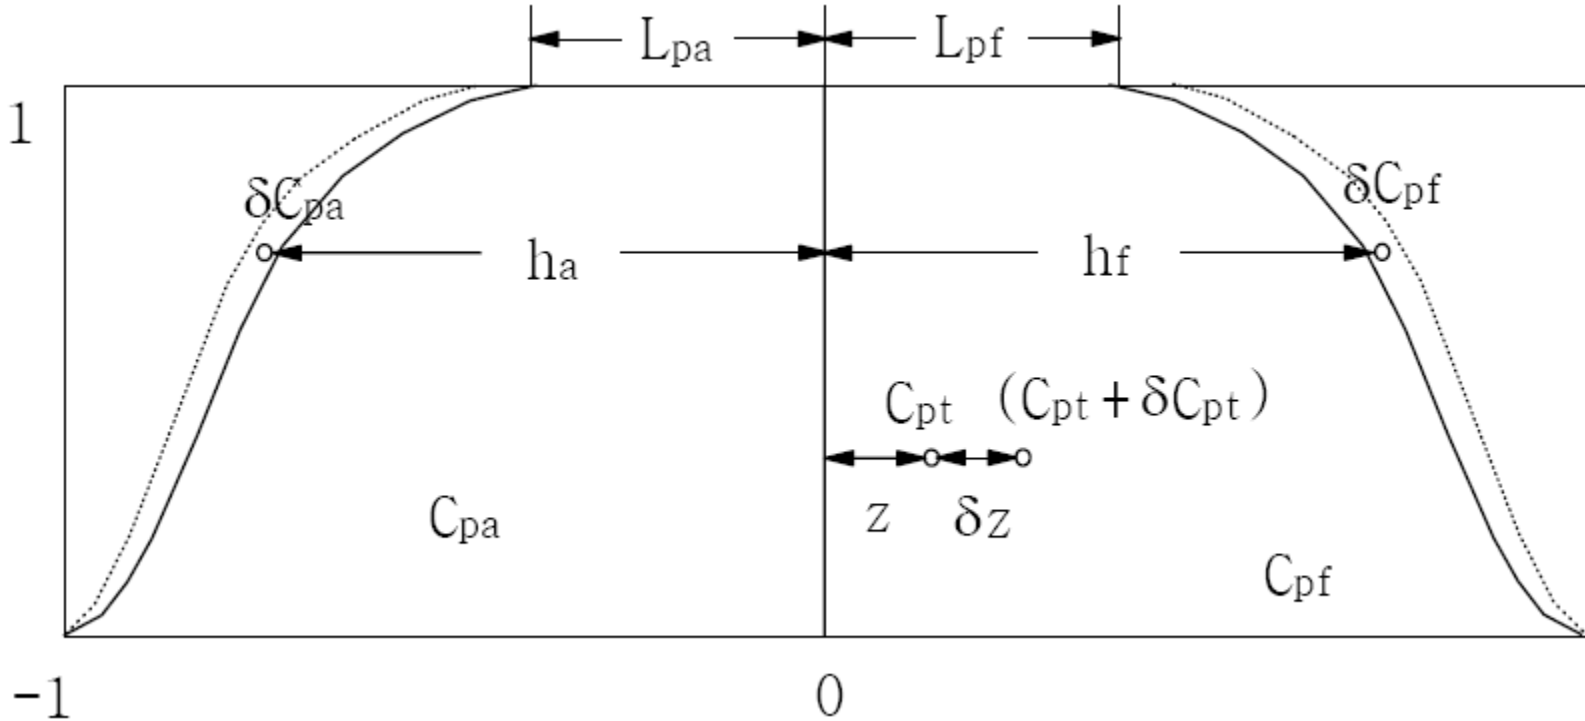 Lpa Lpf
1
δCpa δCpf
ha hf
Cpt (Cpt+δCpt)
Cpa z δz
Cpf
-1 0